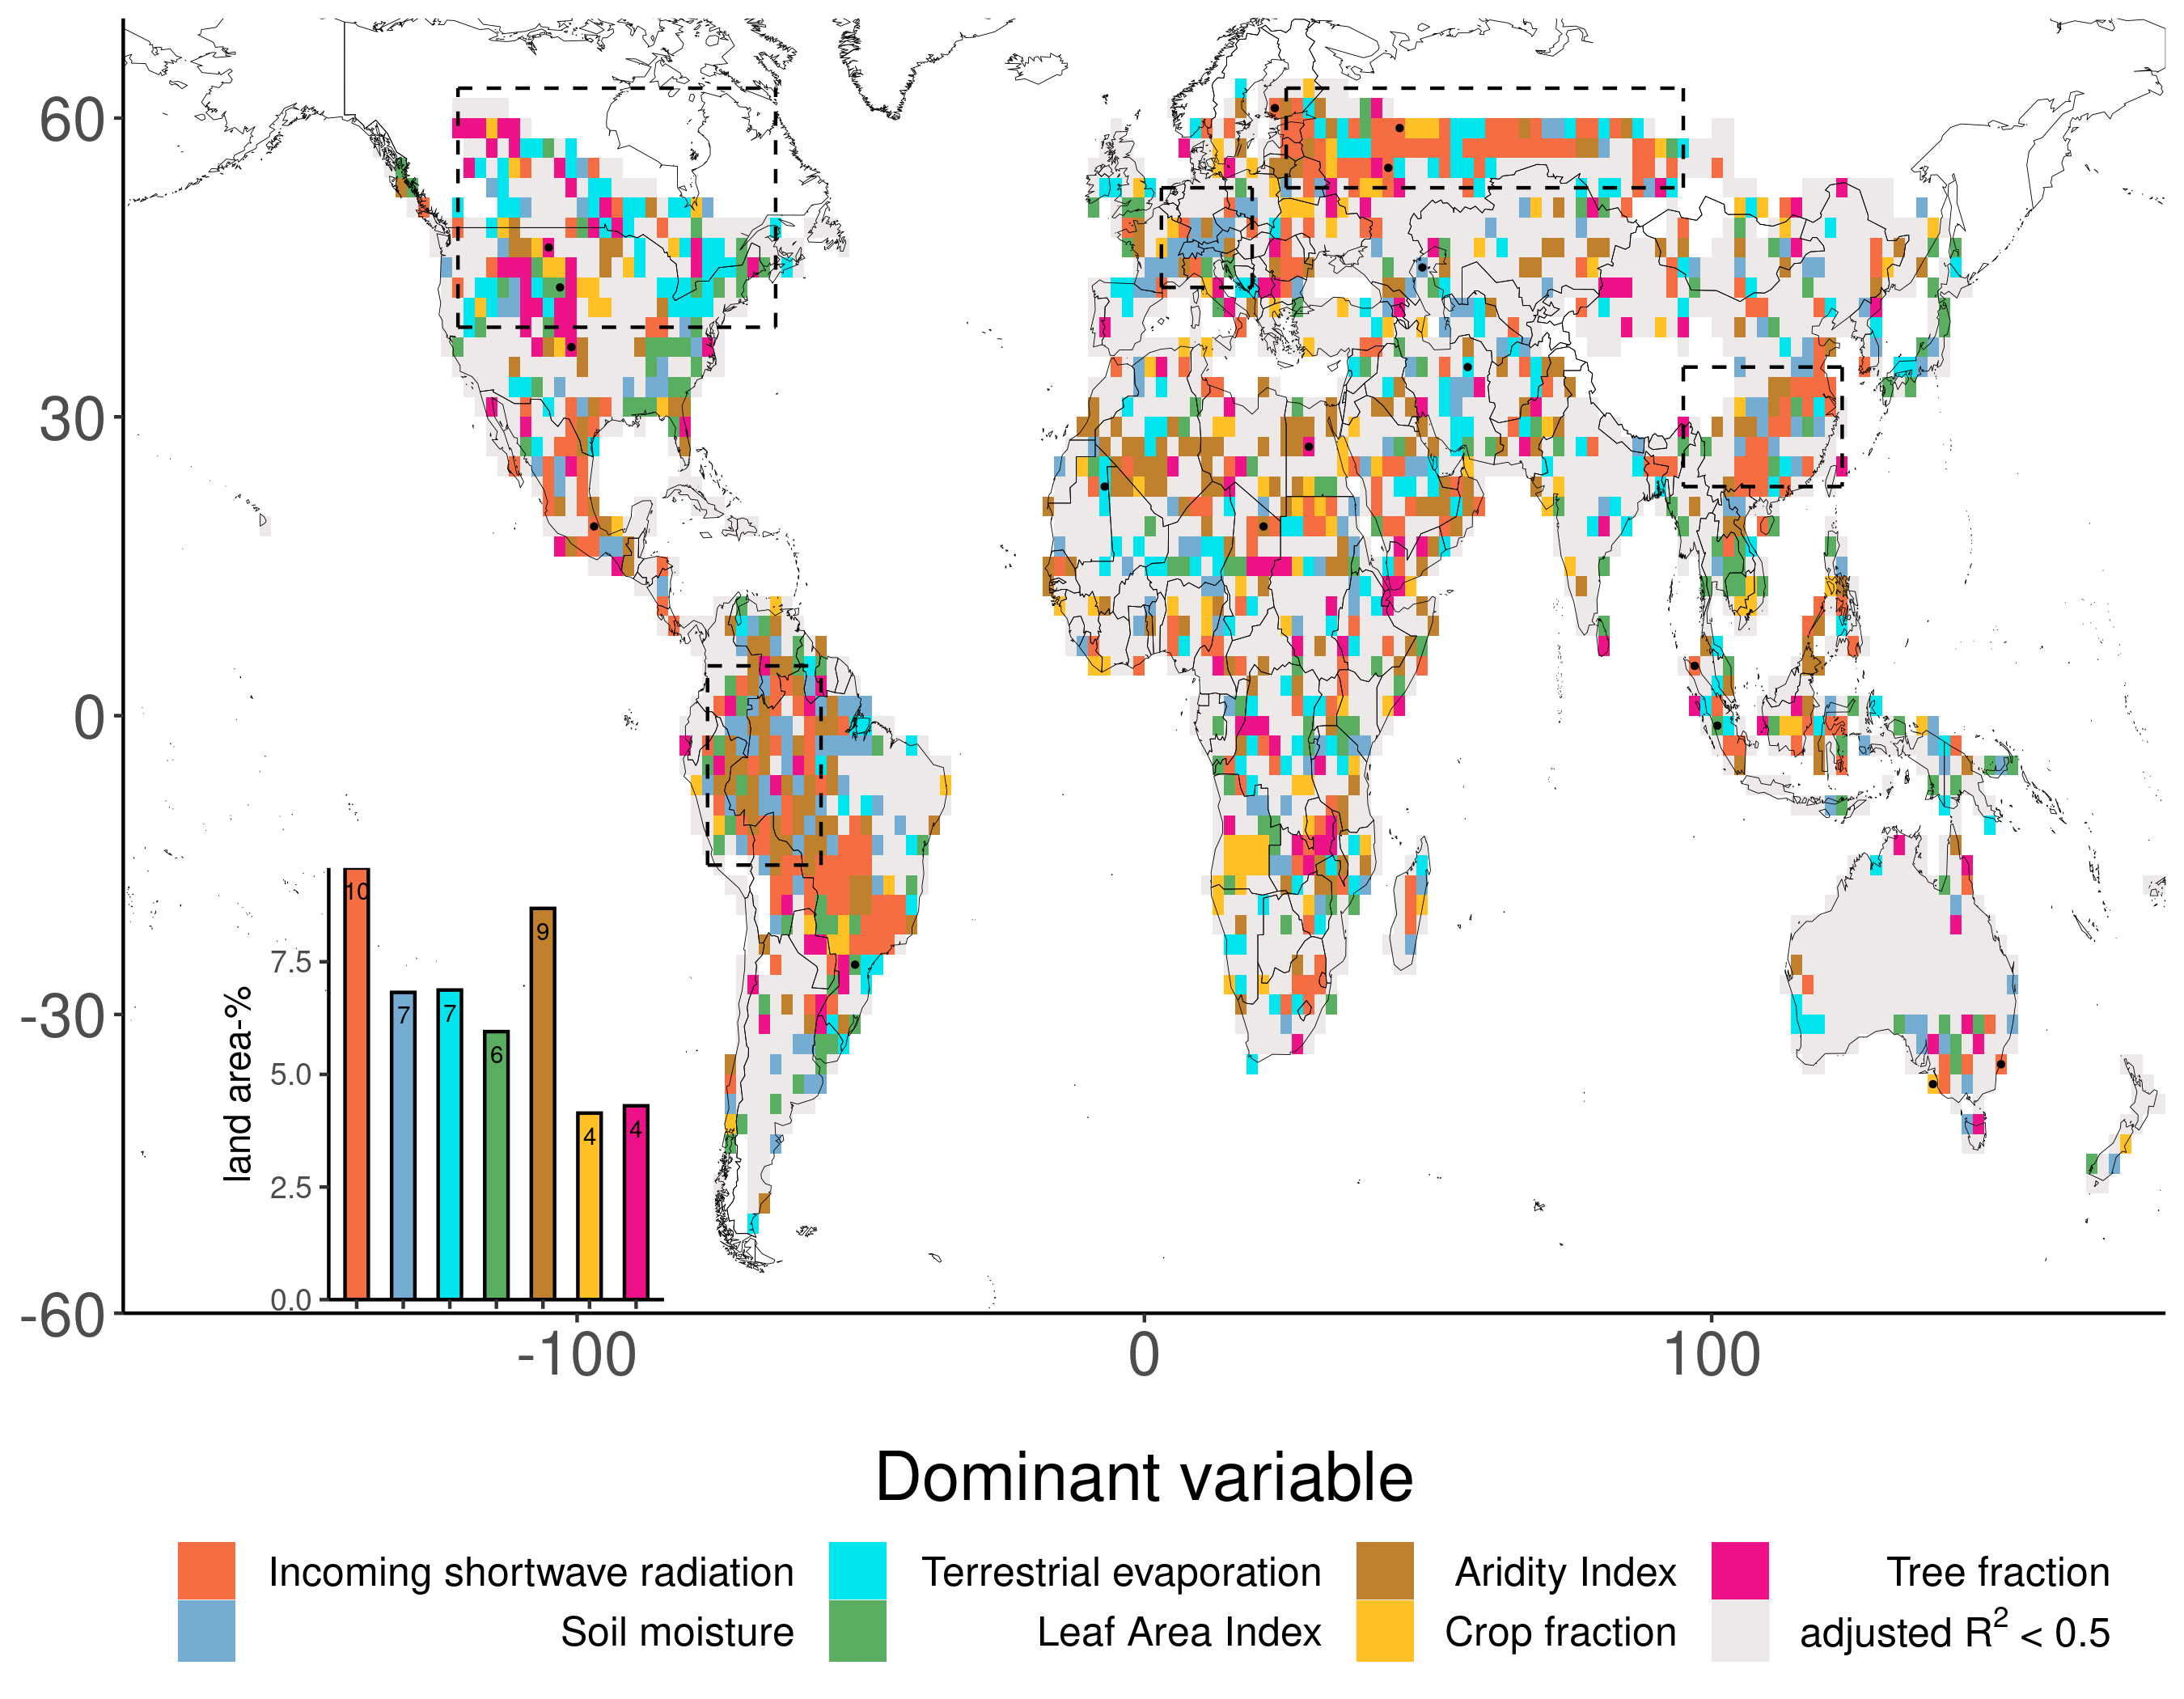 60
30
0
-30
-60
-100
0
100
land area-%
7.5
5.0
2.5
0.0
10
7
7
6
9
4
4
Dominant variable
Incoming shortwave radiation
Terrestrial evaporation
Aridity Index
Tree fraction
Soil moisture
Leaf Area Index
Crop fraction
adjusted R² < 0.5